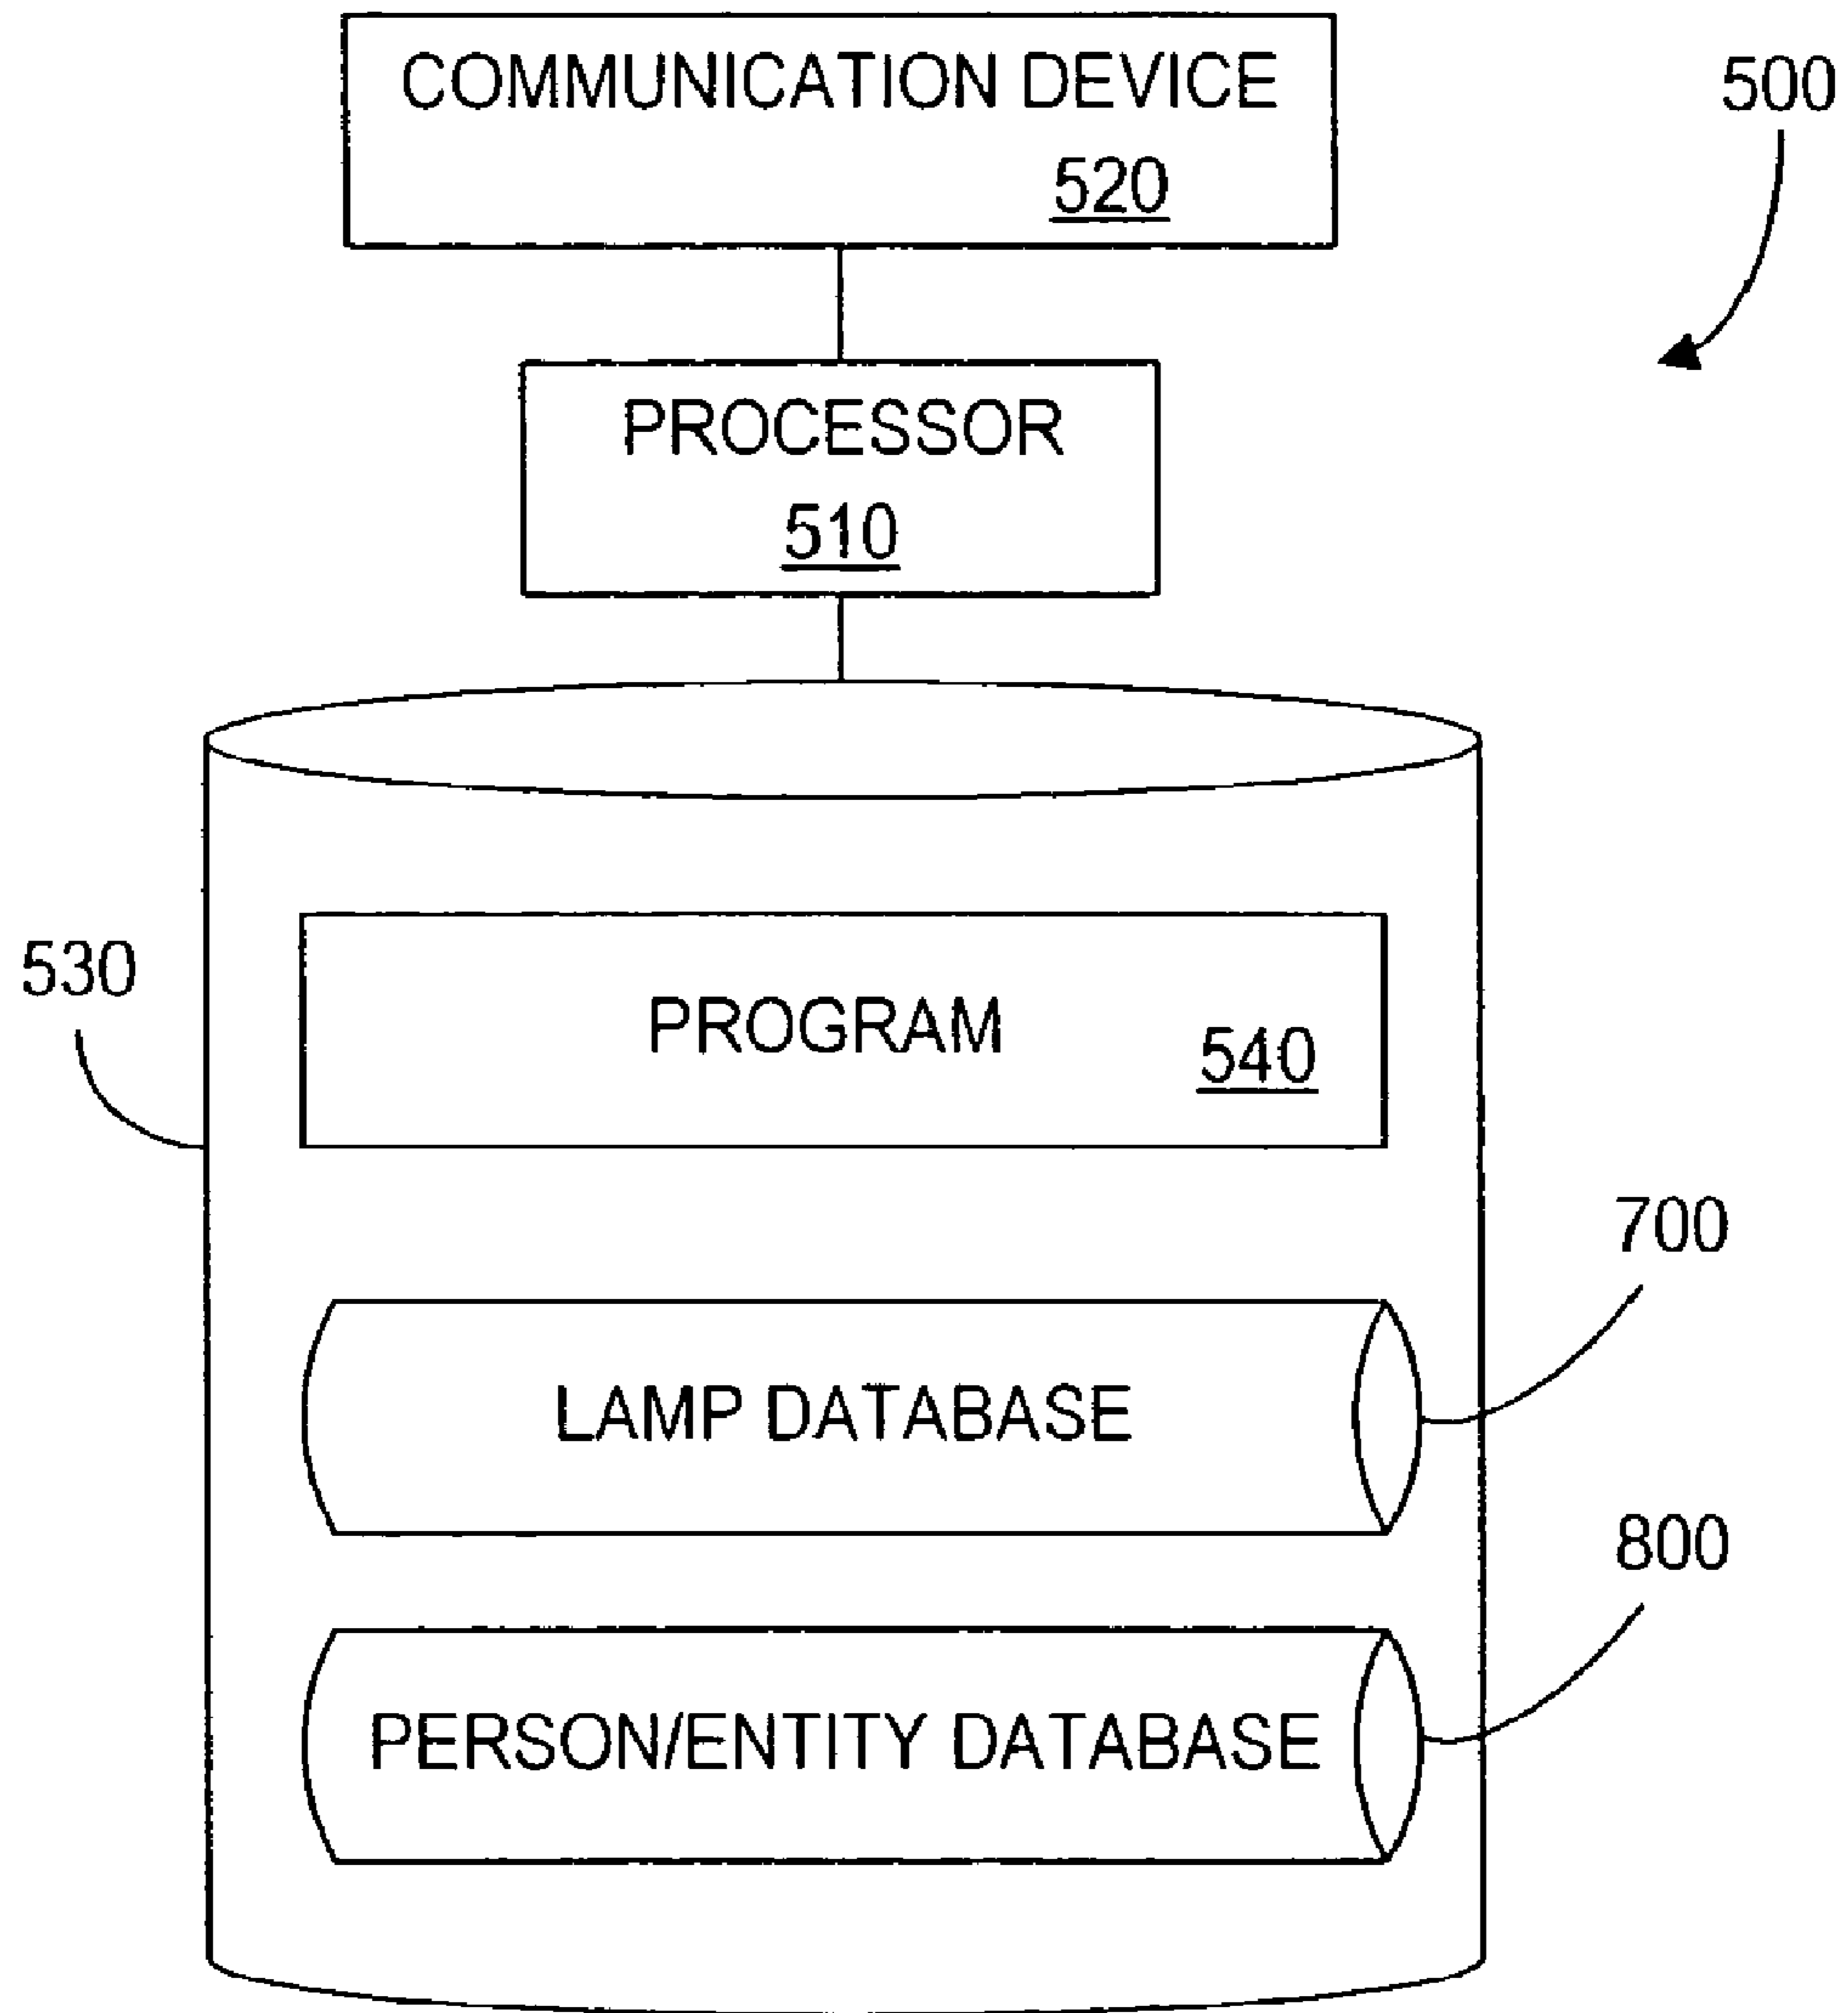 COMMUNICATION DEVICE
520
500
PROCESSOR
510
530
PROGRAM
540
700
LAMP DATABASE
800
PERSON/ENTITY DATABASE